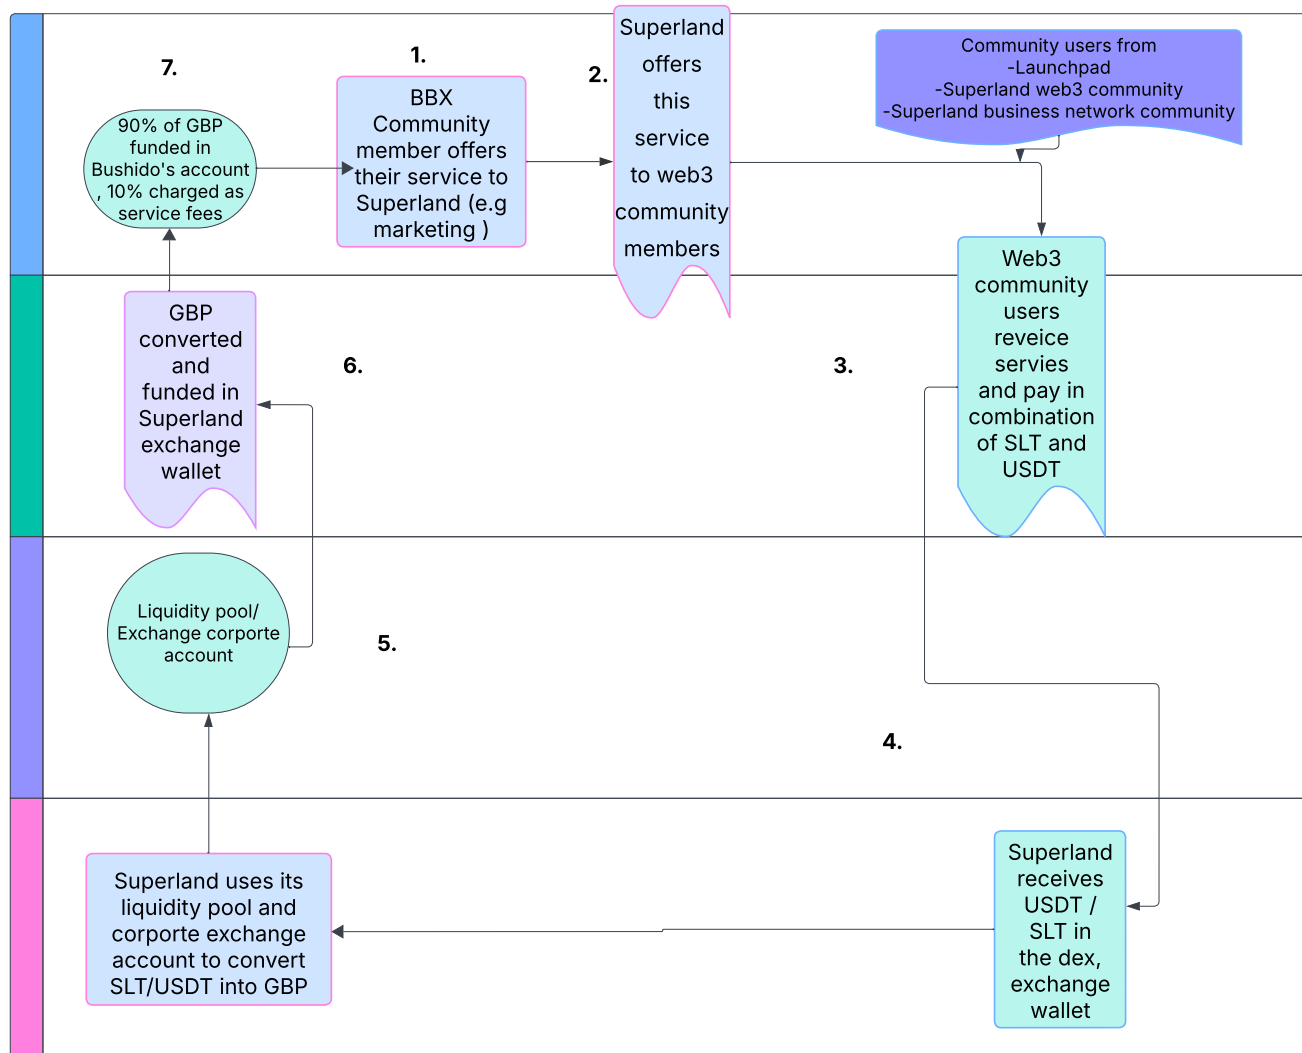 7.
90% of GBP
funded in
Bushido's account
, 10% charged as
service fees
1.
BBX
Community
member offers
their service to
Superland (e.g
marketing )
2.
Superland
offers
this
service
to web3
community
members
Community users from
-Launchpad
-Superland web3 community
-Superland business network community
3.
Web3
community
users
reveice
servies
and pay in
combination
of SLT and
USDT
6.
GBP
converted
and
funded in
Superland
exchange
wallet
5.
Liquidity pool/
Exchange corporte
account
4.
Superland
receives
USDT /
SLT in
the dex,
exchange
wallet
Superland uses its
liquidity pool and
corporte exchange
account to convert
SLT/USDT into GBP